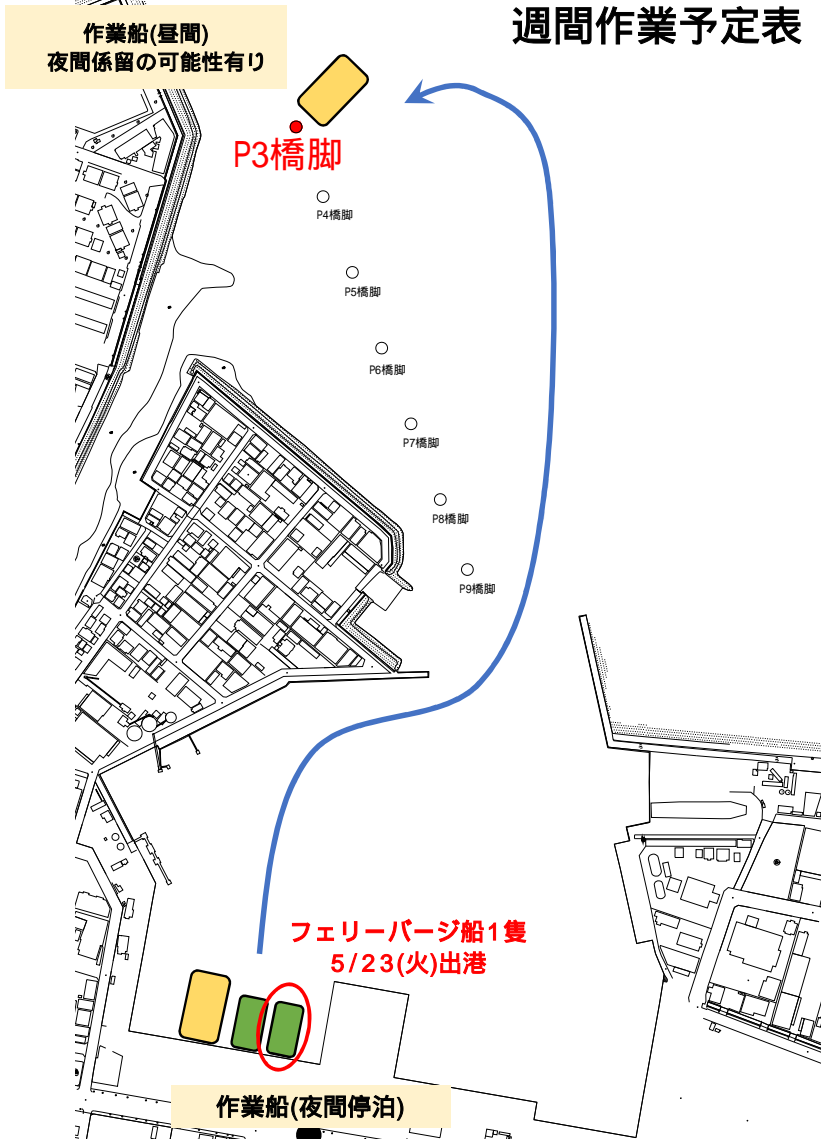 週間作業予定表
作業船(昼間)
夜間係留の可能性有り
P3橋脚
P4橋脚
P5橋脚
P6橋脚
P7橋脚
P8橋脚
P9橋脚
フェリーバージ船1隻
5/23(火)出港
作業船(夜間停泊)